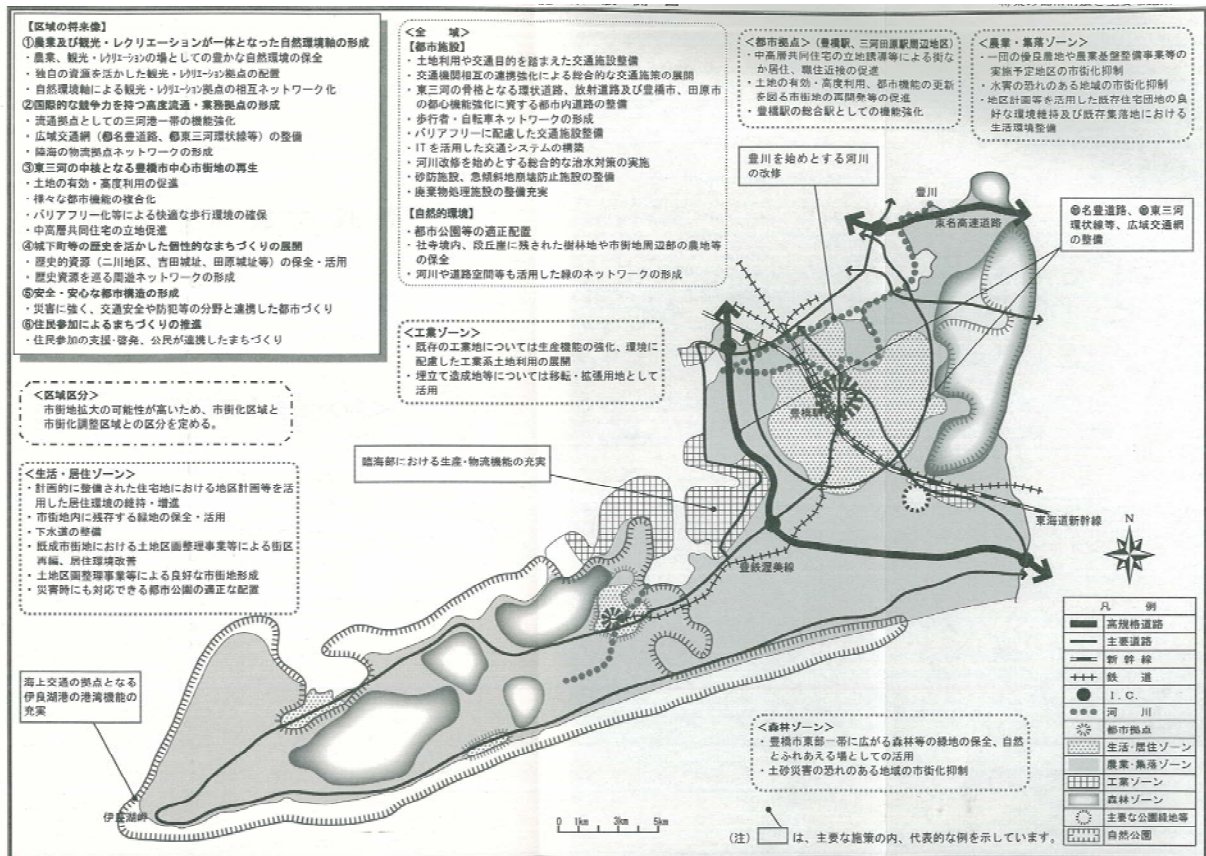 【区域の将来像】
①農業及び観光・レクリエーションが一体となった自然環境軸の形成
・農業、観光・レクリエーションの場としての豊かな自然環境の保全
・独自の資源を活かした観光・レクリエーション拠点の配置
・自然環境軸による観光・レクリエーション拠点の相互ネットワーク化
②国際的な競争力を持つ高度流通・業務拠点の形成
・流通拠点としての三河港一帯の機能強化
・広域交通網（名豊道路、東三河環状線等）の整備
・陸海の物流拠点ネットワークの形成
③東三河の中核となる豊橋市中心市街地の再生
・土地の有効・高度利用の促進
・様々な都市機能の複合化
・バリアフリー化等による快適な歩行環境の確保
・中高層共同住宅の立地促進
④城下町等の歴史を活かした個性的なまちづくりの展開
・歴史的資源（二川地区、吉田城址、田原城址等）の保全・活用
・歴史資源を巡る周遊ネットワークの形成
⑤安全・安心な都市構造の形成
・災害に強く、交通安全や防犯等の分野と連携した都市づくり
⑥住民参加によるまちづくりの推進
・住民参加の支援・啓発、公民が連携したまちづくり
＜区域区分＞
市街地拡大の可能性が高いため、市街化区域と
市街化調整区域との区分を定める。
＜生活・居住ゾーン＞
・計画的に整備された住宅地における地区計画等を活
用した居住環境の維持・増進
・市街地内に残存する緑地の保全・活用
・下水道の整備
・既成市街地における土地区画整理事業等による街区
再編、居住環境改善
・土地区画整理事業等による良好な市街地形成
・災害時にも対応できる都市公園の適正な配置
＜全　　域＞
【都市施設】
・土地利用や交通目的を踏まえた交通施設整備
・交通機関相互の連携強化による総合的な交通施策の展開
・東三河の骨格となる環状道路、放射道路及び豊橋市、田原市
の都心機能強化に資する都市内道路の整備
・歩行者・自転車ネットワークの形成
・バリアフリーに配慮した交通施設整備
・ITを活用した交通システムの構築
・河川改修を始めとする総合的な治水対策の実施
・砂防施設、急傾斜地崩壊防止施設の整備
・廃棄物処理施設の整備充実
【自然的環境】
・都市公園等の適正配置
・社寺境内、段丘崖に残された樹林地や市街地周辺部の農地等
の保全
・河川や道路空間等も活用した緑のネットワークの形成
＜工業ゾーン＞
・既存の工業地については生産機能の強化、環境に
配慮した工業系土地利用の展開
・埋立て造成地等については移転・拡張用地として
活用
＜都市拠点＞（豊橋駅、三河田原駅周辺地区）
・中高層共同住宅の立地誘導等による街な
か居住、職住近接の促進
・土地の有効・高度利用、都市機能の更新
を図る市街地の再開発等の促進
・豊橋駅の総合駅としての機能強化
＜農業・集落ゾーン＞
・一団の優良農地や農業基盤整備事業等の
実施予定地区の市街化抑制
・水害の恐れのある地域の市街化抑制
・地区計画等を活用した既存住宅団地の良
好な環境維持及び既存集落地における
生活環境整備
豊川を始めとする河川
の改修
豊川
東名高速道路
名豊道路、東三河
環状線等、広域交通網
の整備
豊橋駅
臨海部における生産・物流機能の充実
東海道新幹線
豊鉄渥美線
N
海上交通の拠点となる
伊良湖港の港湾機能の
充実
伊良湖岬
＜森林ゾーン＞
・豊橋市東部一帯に広がる森林等の緑地の保全、自然
とふれあえる場としての活用
・土砂災害の恐れのある地域の市街化抑制
0 1km 3km 5km
（注）　は、主要な施策の内、代表的な例を示しています。
凡　例
高規格道路
主要道路
新幹線
鉄　道
I．C．
河　川
都市拠点
生活・居住ゾーン
農業・集落ゾーン
工業ゾーン
森林ゾーン
主要な公園緑地等
自然公園